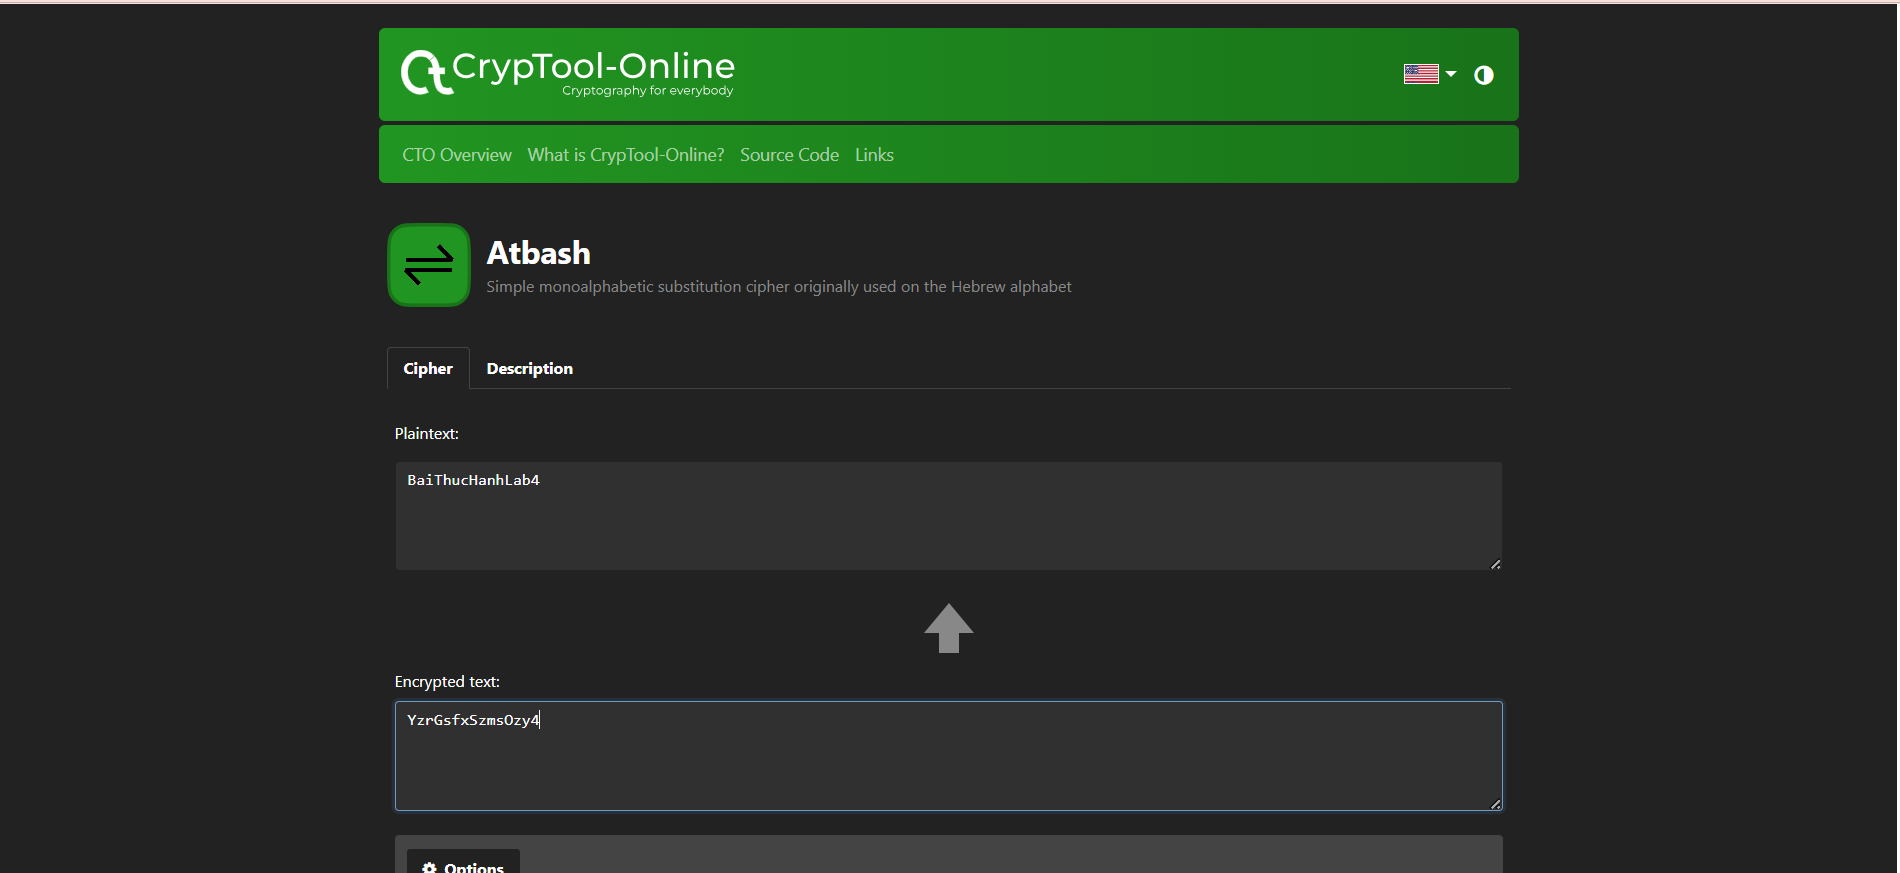 CrypTool-Online
Cryptography for everybody
CTO Overview What is CrypTool-Online? Source Code Links
Atbash
Simple monoalphabetic substitution cipher originally used on the Hebrew alphabet
Cipher Description
Plaintext:
BaiThucHanhLab4
Encrypted text:
YzrGsfxSzmsOzy4
Options